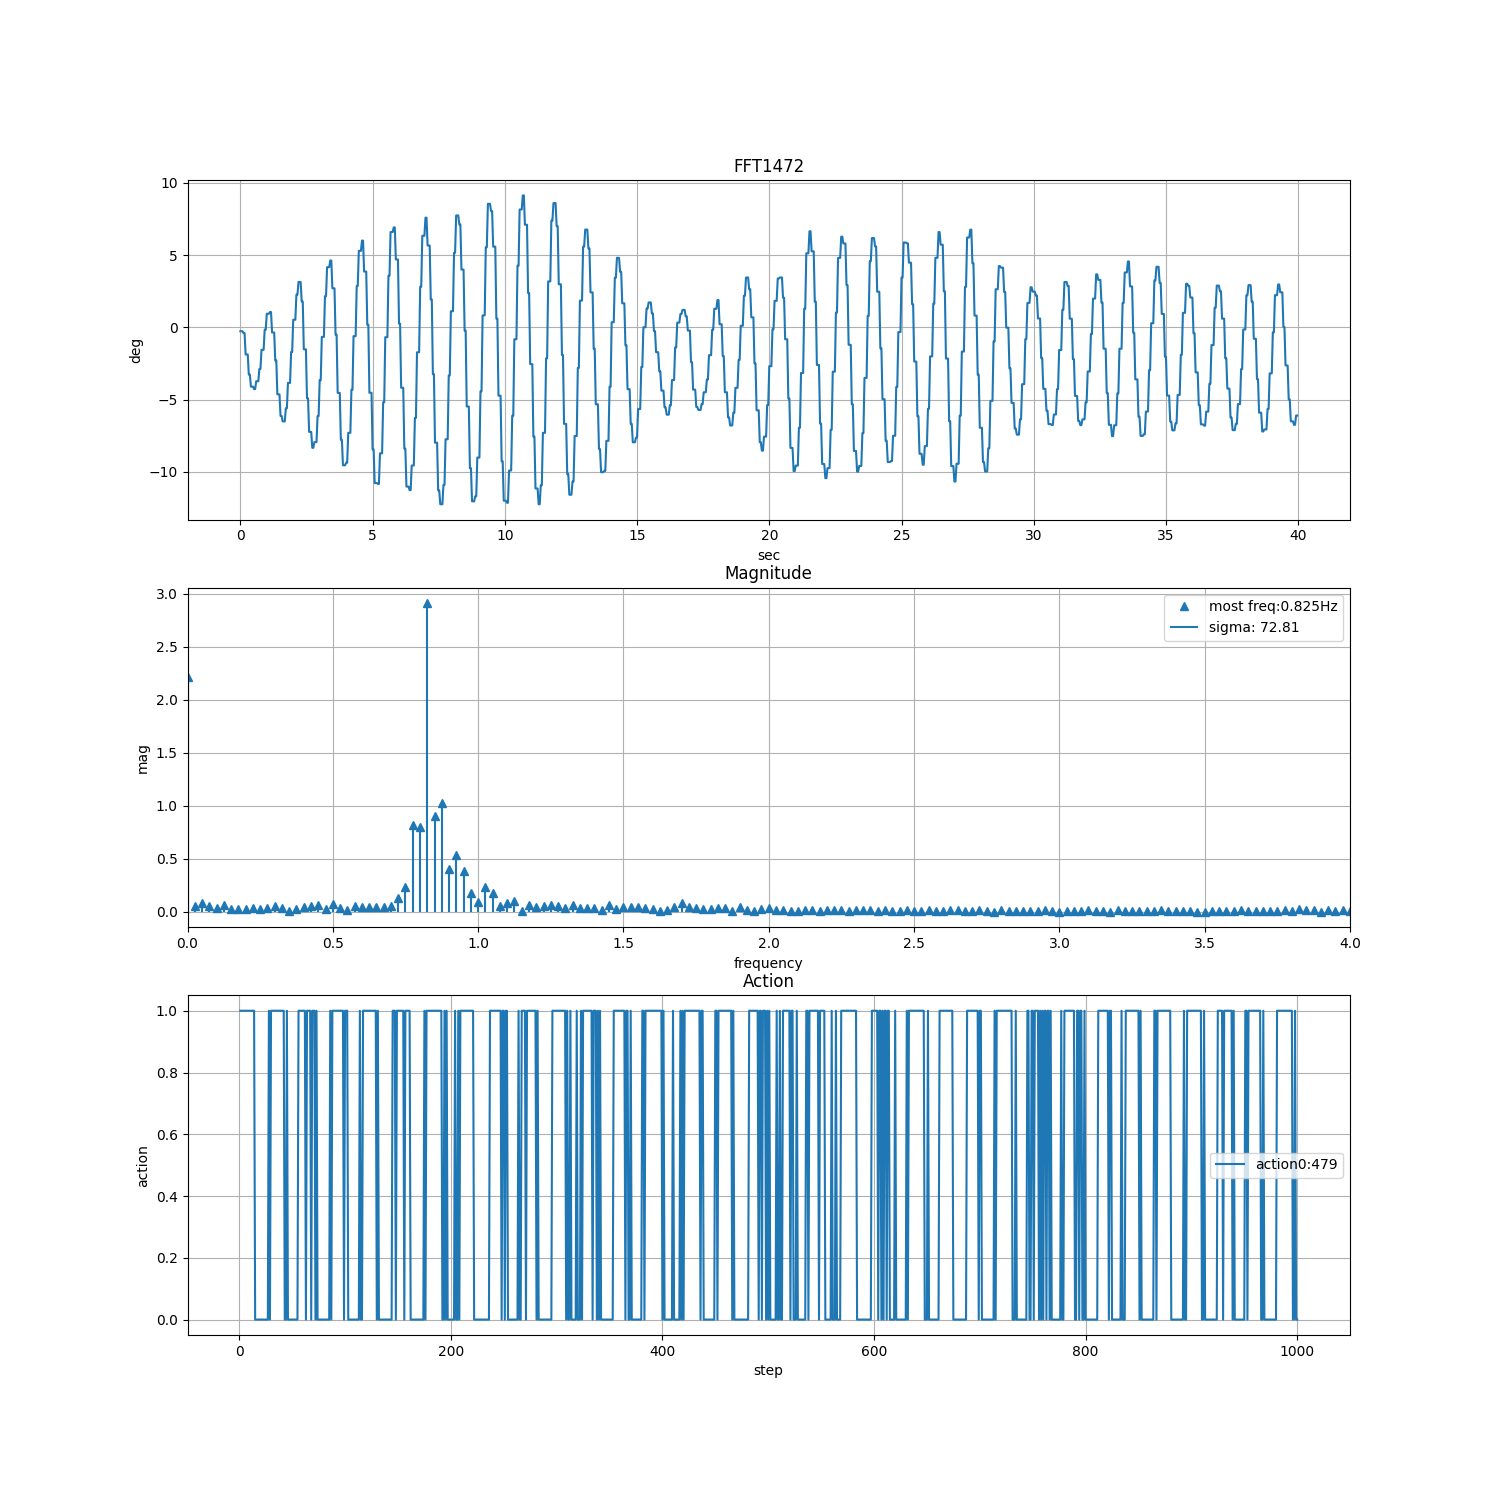 FFT1472
10
5
0
−5
−10
deg
0 5 10 15 20 25 30 35 40
sec
Magnitude
3.0
2.5
2.0
1.5
1.0
0.5
0.0
mag
most freq:0.825Hz
sigma: 72.81
0.0 0.5 1.0 1.5 2.0 2.5 3.0 3.5 4.0
frequency
Action
1.0
0.8
0.6
0.4
0.2
0.0
action
action0:479
0 200 400 600 800 1000
step